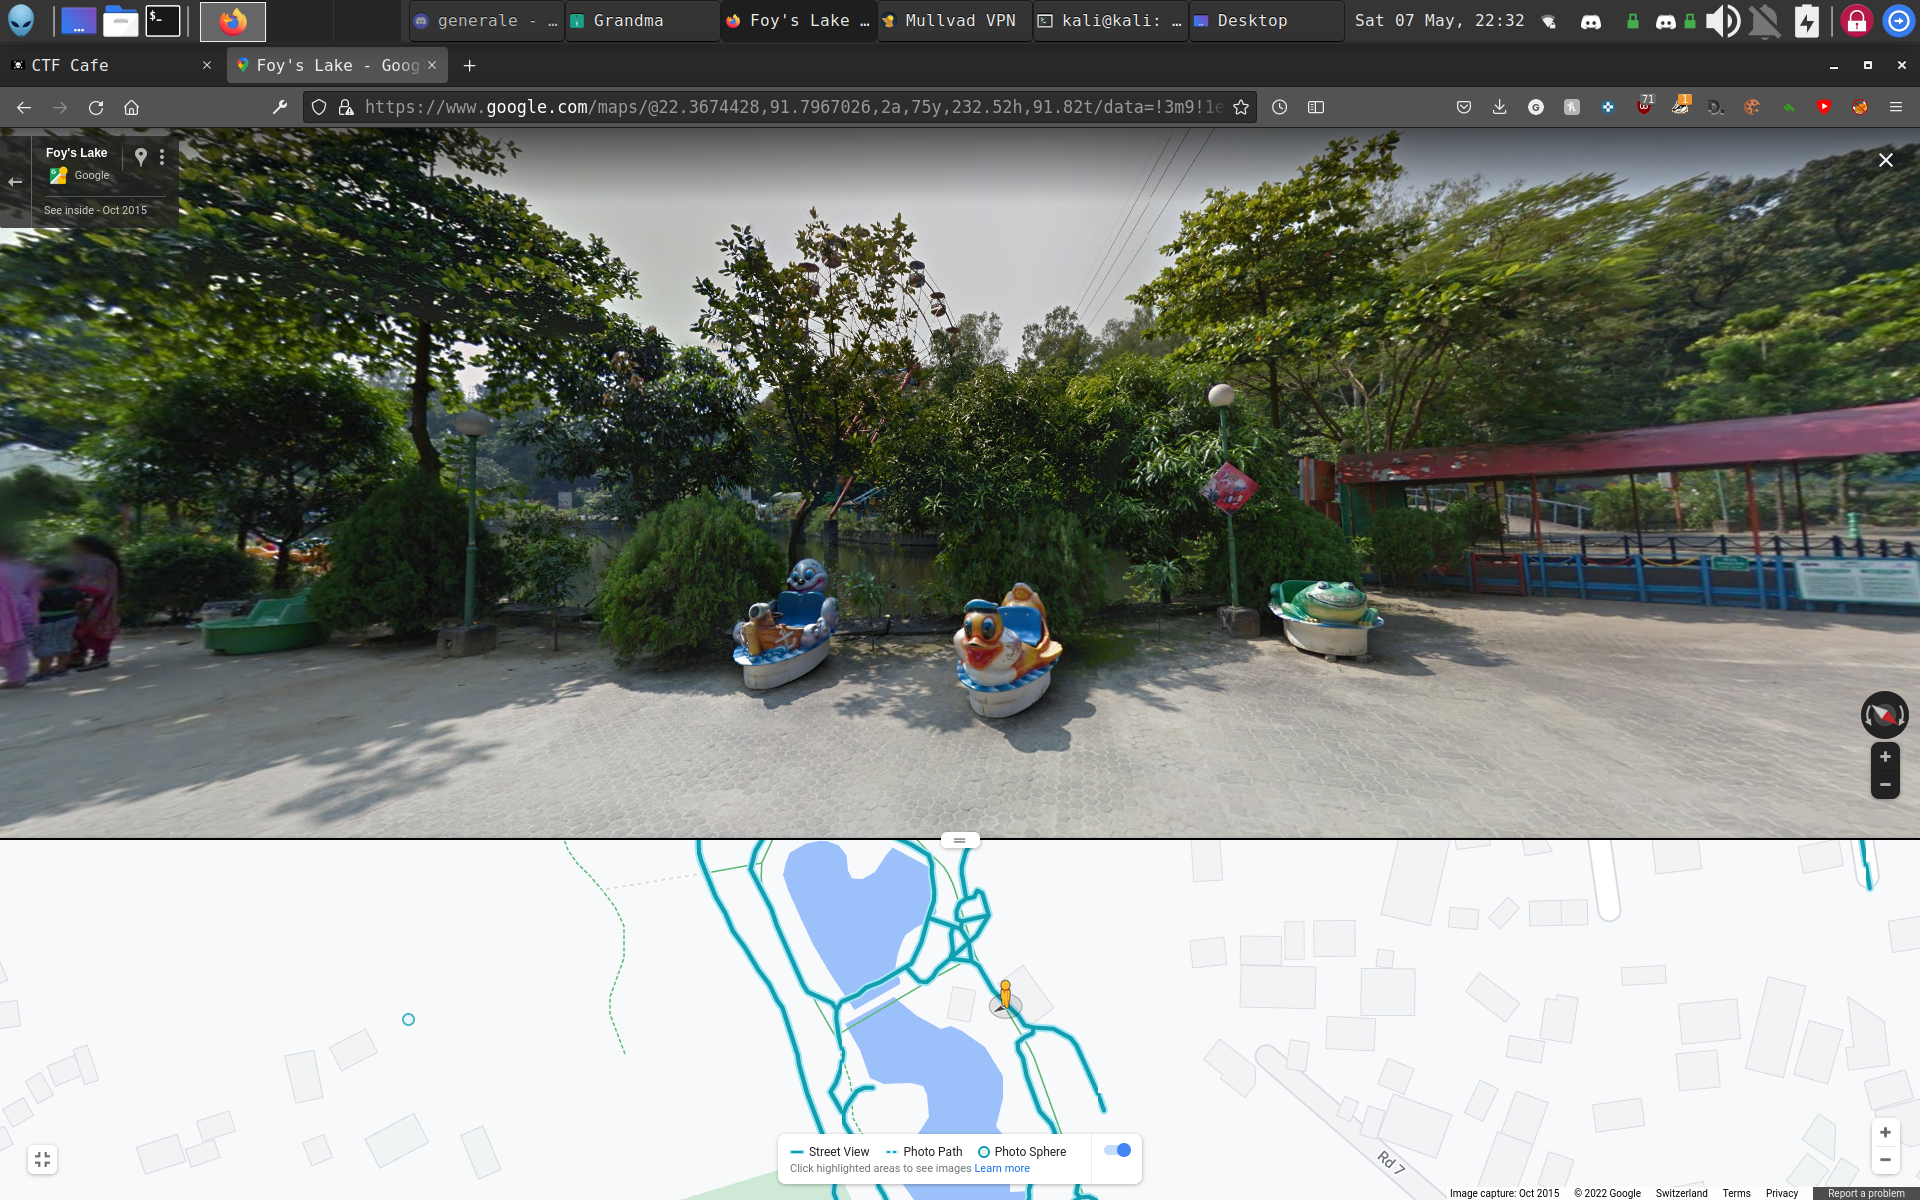 generale - …
Grandma
Foy's Lake …
Mullvad VPN
kali@kali: …
Desktop
Sat 07 May, 22:32
CTF Cafe
Foy's Lake - Goog
https://www.google.com/maps/@22.3674428,91.7967026,2a,75y,232.52h,91.82t/data=!3m9!1e
71
1
Foy's Lake
Google
See inside - Oct 2015
Street View
Photo Path
Photo Sphere
Click highlighted areas to see images Learn more
Rd 7
Image capture: Oct 2015 © 2022 Google Switzerland Terms Privacy Report a problem